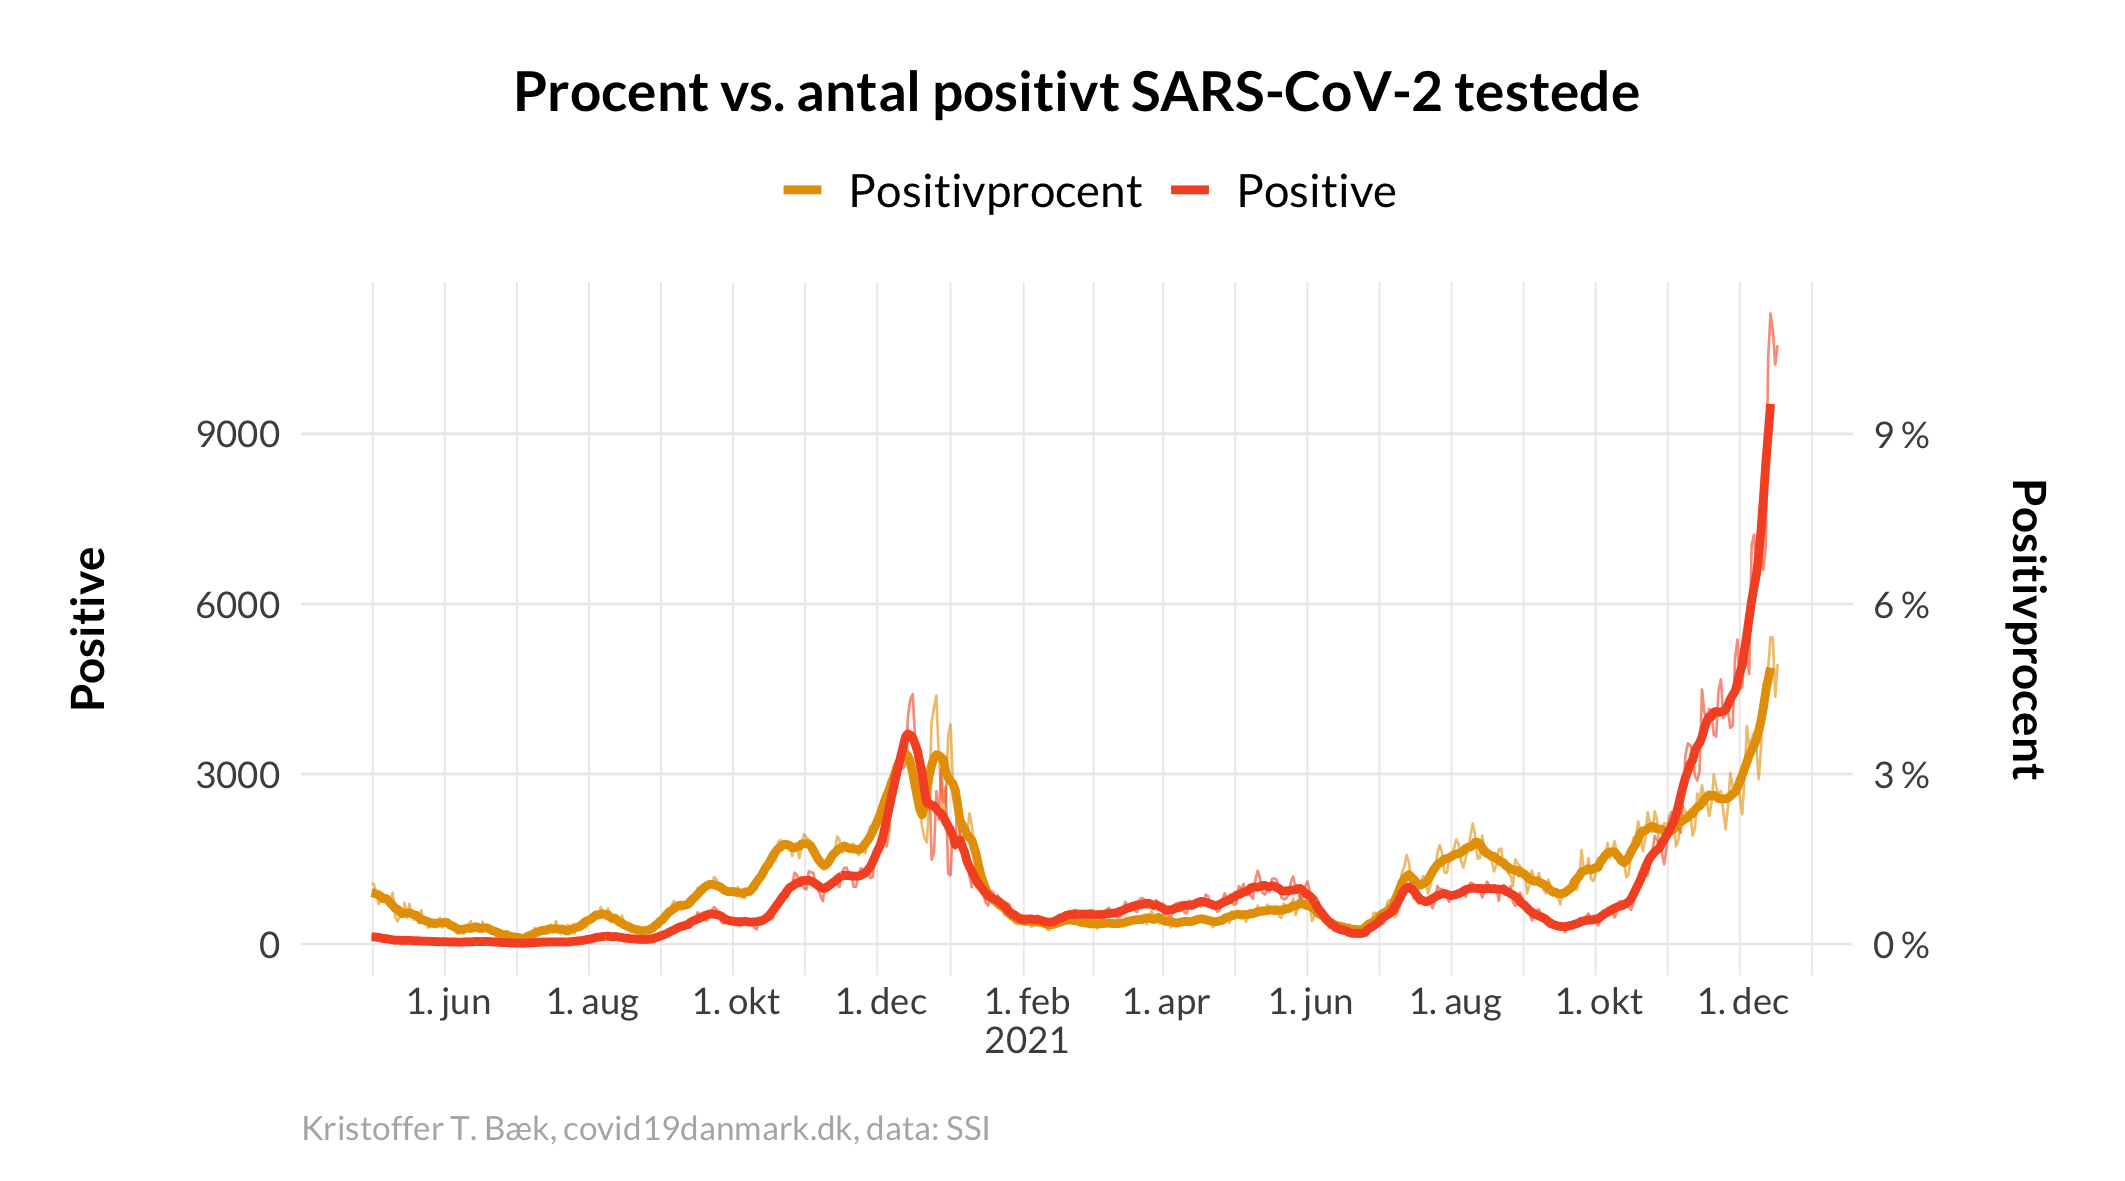 Procent vs. antal positivt SARS-CoV-2 testede
Positivprocent Positive
Positive
9000
6000
3000
0
9 %
6 %
3 %
0 %
Positivprocent
1. jun 1. aug 1. okt 1. dec 1. feb 1. apr 1. jun 1. aug 1. okt 1. dec
2021
Kristoffer T. Bæk, covid19danmark.dk, data: SSI